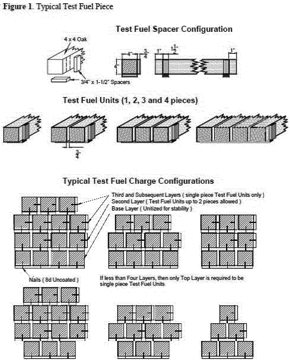 Figure 1. Typical Test Fuel Piece
Test Fuel Spacer Configuration
4 x 4 Oak
3/4" x 1-1/2" Spacers
1"
1"
Test Fuel Units (1, 2, 3 and 4 pieces)
Typical Test Fuel Charge Configurations
Third and Subsequent Layers ( single piece Test Fuel Units only )
Second Layer ( Test Fuel Units up to 2 pieces allowed )
Base Layer ( Unitized for stability )
Nails ( 8d Uncoated )
If less than Four Layers, then only Top Layer is required to be
single piece Test Fuel Units